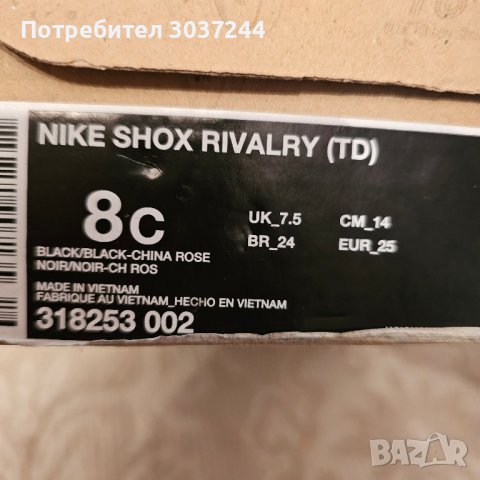 Потребител 3037244
NIKE SHOX RIVALRY (TD)
8C
UK_7.5 CM_14
BR_24 EUR_25
BLACK/BLACK-CHINA ROSE
NOIR/NOIR-CH ROS
MADE IN VIETNAM
FABRIQUE AU VIETNAM_HECHO EN VIETNAM
318253 002
BAZAR